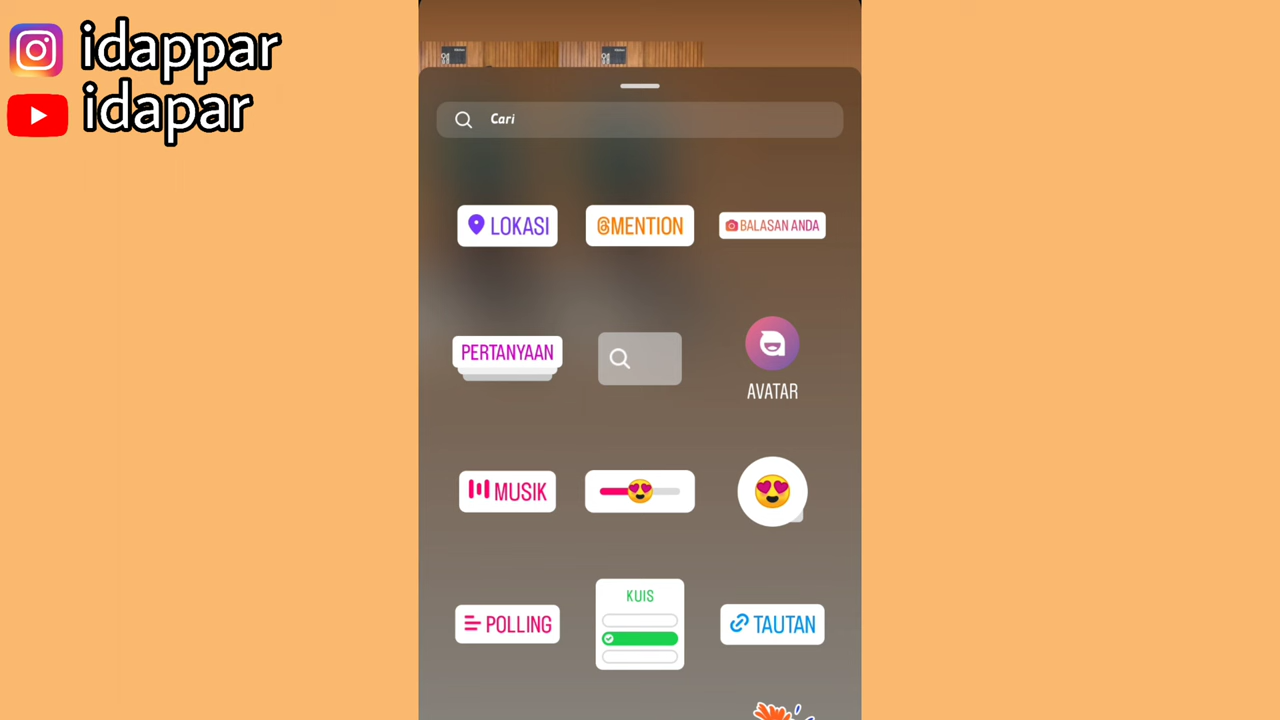 idappar
idapar
Cari
LOKASI
@MENTION
BALASAN ANDA
PERTANYAAN
AVATAR
MUSIK
POLLING
KUIS
TAUTAN